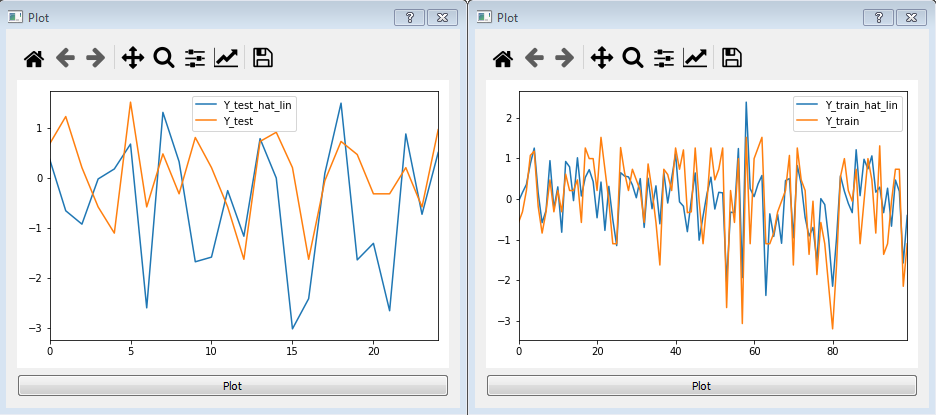 Plot
Y_test_hat_lin
Y_test
1
0
−1
−2
−3
0
5
10
15
20
Plot
Plot
Y_train_hat_lin
Y_train
2
1
0
−1
−2
−3
0
20
40
60
80
Plot